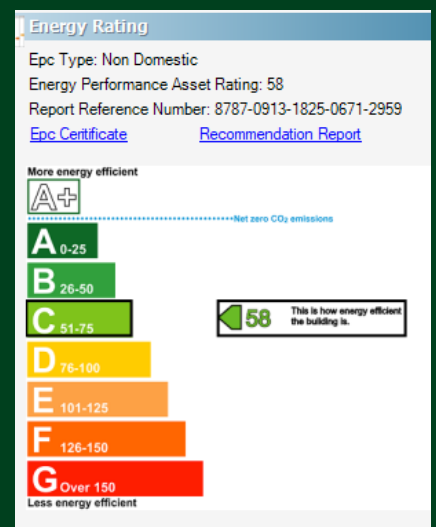 Energy Rating
Epc Type: Non Domestic
Energy Performance Asset Rating: 58
Report Reference Number: 8787-0913-1825-0671-2959
Epc Ceritificate Recommendation Report
More energy efficient
A+
Net zero CO₂ emissions
A 0-25
B 26-50
C 51-75
58 This is how energy efficient
the building is.
D 76-100
E 101-125
F 126-150
G Over 150
Less energy efficient